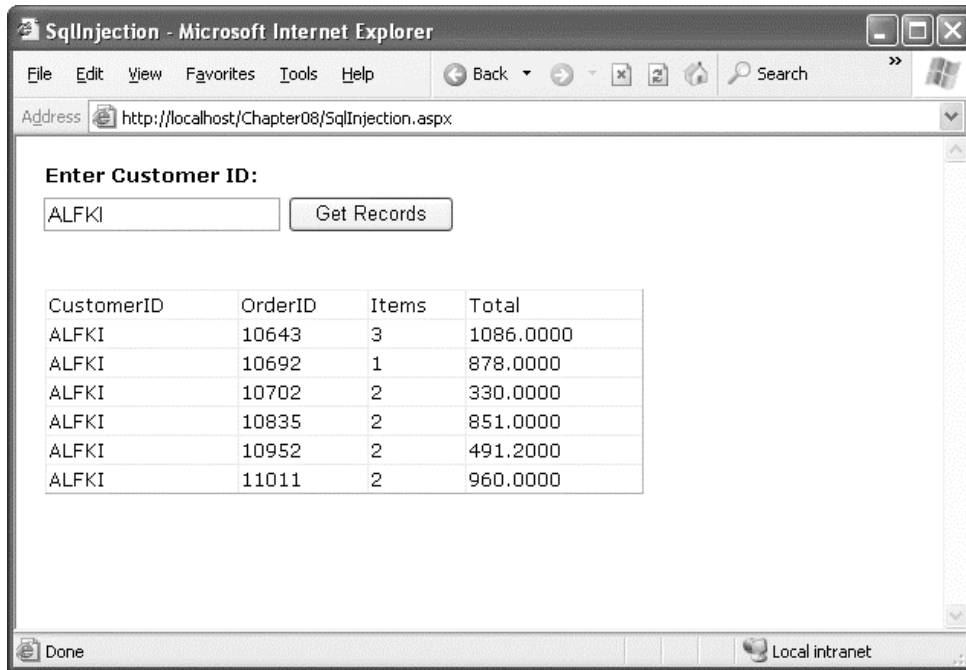 SqlInjection - Microsoft Internet Explorer
File Edit View Favorites Tools Help Back Search »
Address http://localhost/Chapter08/SqlInjection.aspx
Enter Customer ID:
ALFKI Get Records
CustomerID OrderID Items Total
ALFKI 10643 3 1086.0000
ALFKI 10692 1 878.0000
ALFKI 10702 2 330.0000
ALFKI 10835 2 851.0000
ALFKI 10952 2 491.2000
ALFKI 11011 2 960.0000
Done Local intranet